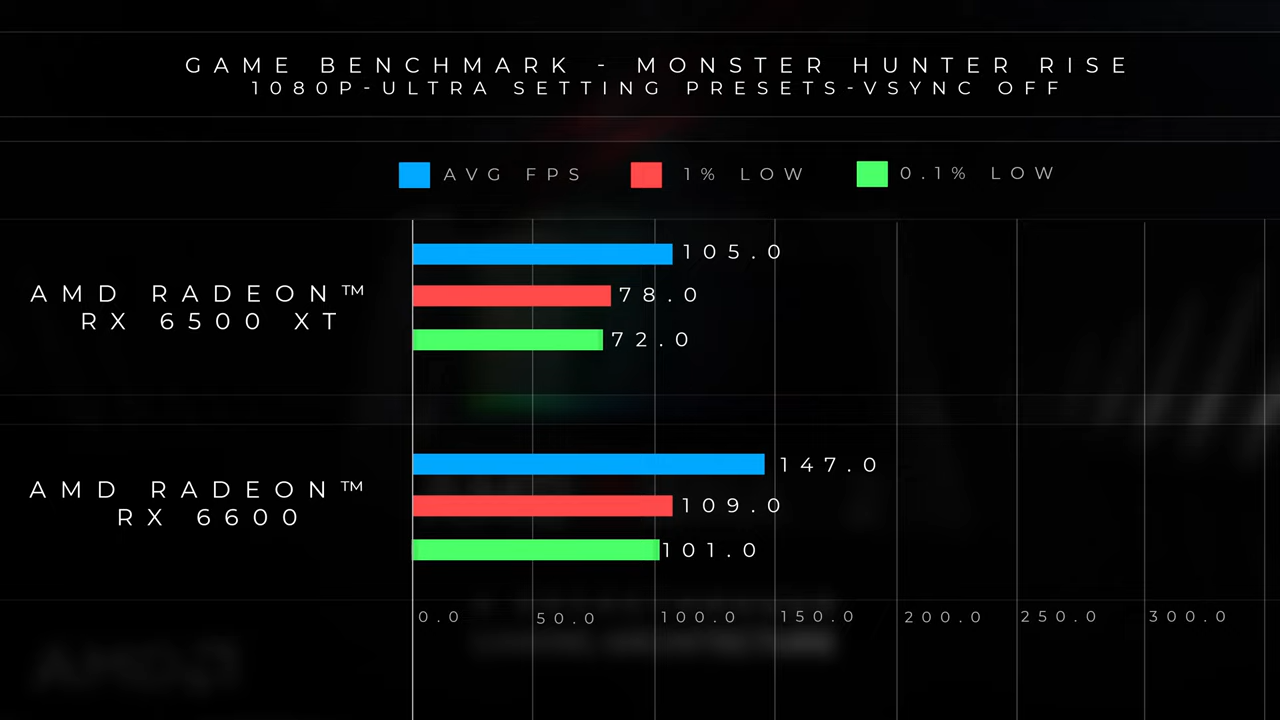 GAME BENCHMARK - MONSTER HUNTER RISE
1080P-ULTRA SETTING PRESETS-VSYNC OFF
AVG FPS 1% LOW 0.1% LOW
AMD RADEON™
RX 6500 XT
105.0
78.0
72.0
AMD RADEON™
RX 6600
147.0
109.0
101.0
0.0 50.0 100.0 150.0 200.0 250.0 300.0
AMD